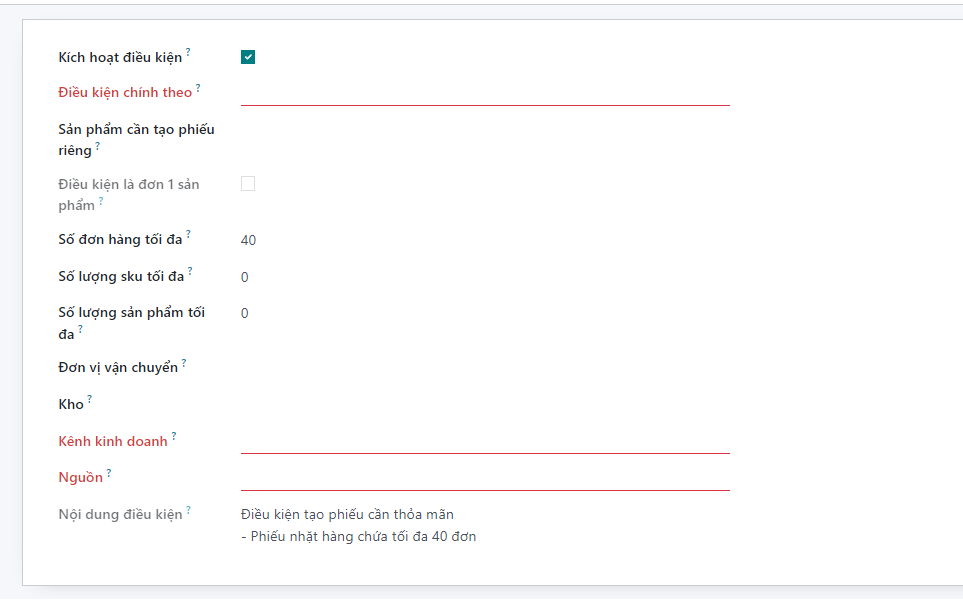 Kích hoạt điều kiện ?
Điều kiện chính theo ?
Sản phẩm cần tạo phiếu
riêng ?
Điều kiện là đơn 1 sản
phẩm ?
Số đơn hàng tối đa ? 40
Số lượng sku tối đa ? 0
Số lượng sản phẩm tối 0
đa ?
Đơn vị vận chuyển ?
Kho ?
Kênh kinh doanh ?
Nguồn ?
Nội dung điều kiện ? Điều kiện tạo phiếu cần thỏa mãn
- Phiếu nhặt hàng chứa tối đa 40 đơn